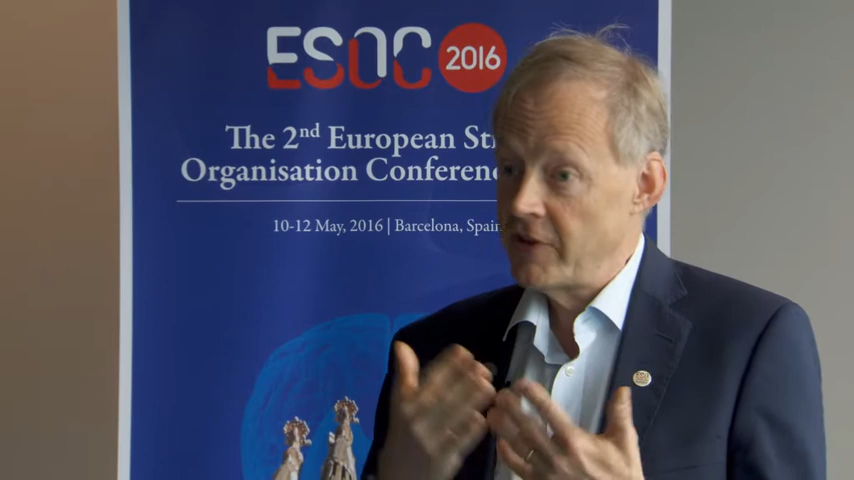 ESOC 2016
The 2nd European
Organisation
10-12 May, 2016 | Barcelona,